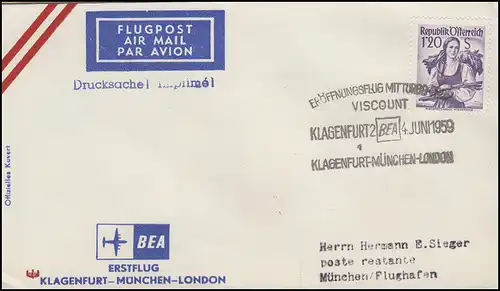 FLUGPOST
AIR MAIL
PAR AVION
Drucksache! Imprimé!
Republik Österreich
1'20 S
ERÖFFNUNGSFLUG MIT TURBO
VISCOUNT
KLAGENFURT 2 BEA 4. JUNI 1959
KLAGENFURT-MÜNCHEN-LONDON
Offizielles Kuvert
BEA
ERSTFLUG
KLAGENFURT-MÜNCHEN-LONDON
Herrn Hermann E.Sieger
poste restante
München/Flughafen